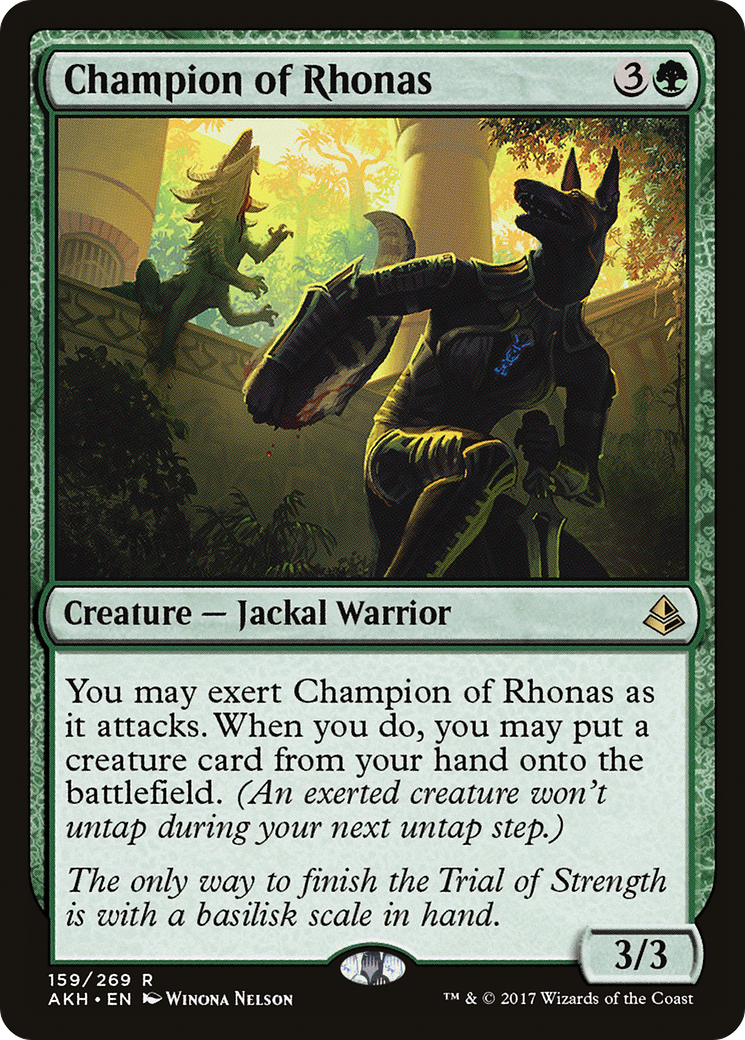 Champion of Rhonas 3
Creature — Jackal Warrior
You may exert Champion of Rhonas as
it attacks. When you do, you may put a
creature card from your hand onto the
battlefield. (An exerted creature won't
untap during your next untap step.)
The only way to finish the Trial of Strength
is with a basilisk scale in hand.
3/3
159/269 R
AKH • EN Winona Nelson
™ & © 2017 Wizards of the Coast